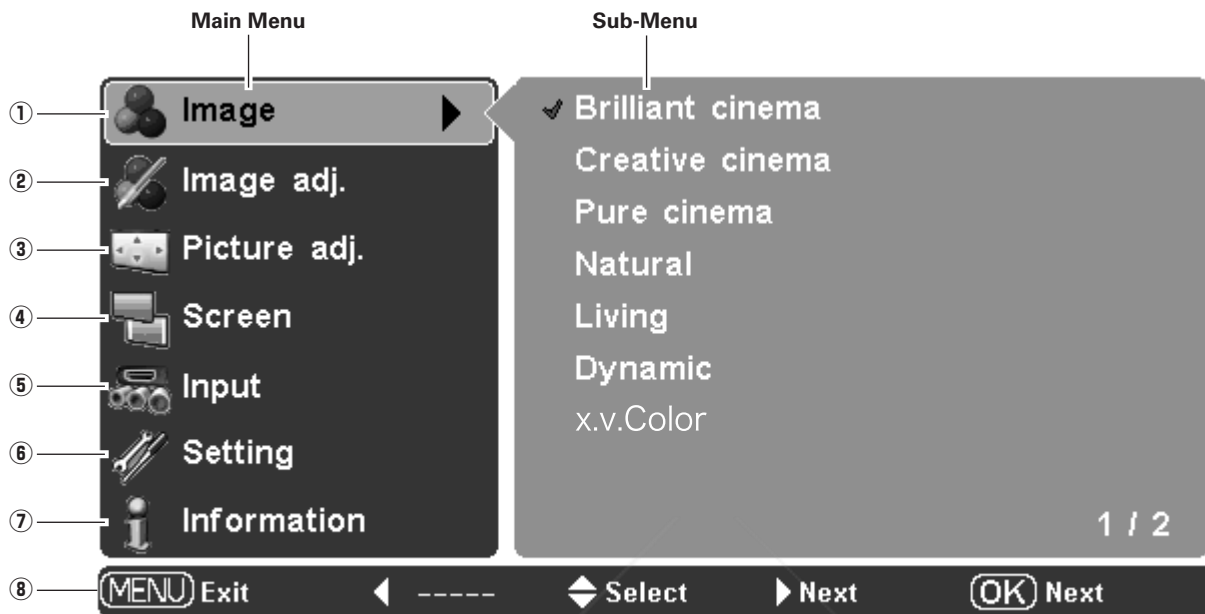 Main Menu Sub-Menu
① Image Brilliant cinema
Creative cinema
② Image adj.
Pure cinema
③ Picture adj.
Natural
④ Screen Living
Dynamic
⑤ Input
x.v.Color
⑥ Setting
⑦ Information 1 / 2
⑧ MENU Exit ----- Select Next OK Next